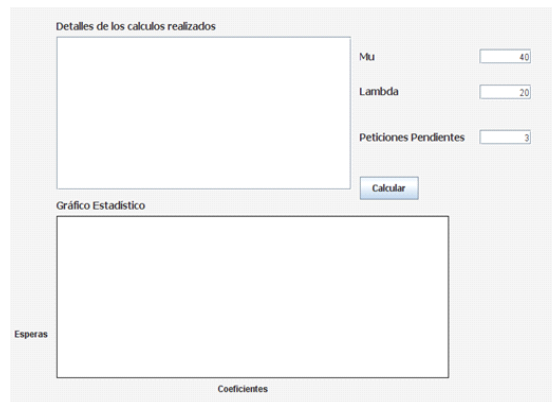 Detalles de los calculos realizados
Mu
40
Lambda
20
Peticiones Pendientes
3
Calcular
Gráfico Estadístico
Esperas
Coeficientes